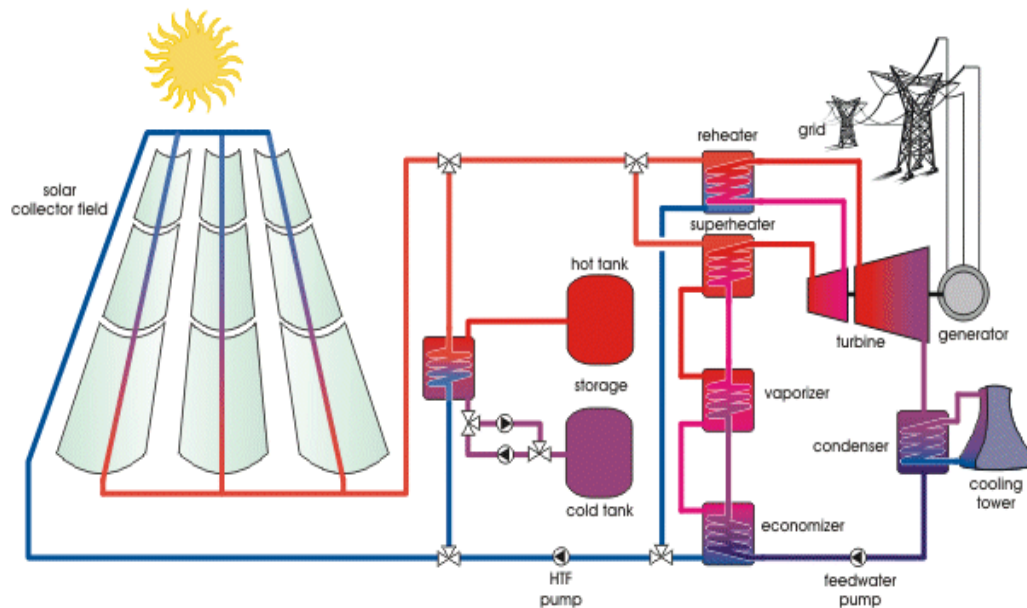 grid
reheater
solar
collector field
superheater
hot tank
turbine
generator
storage
vaporizer
condenser
cooling
tower
cold tank
economizer
HTF
pump
feedwater
pump